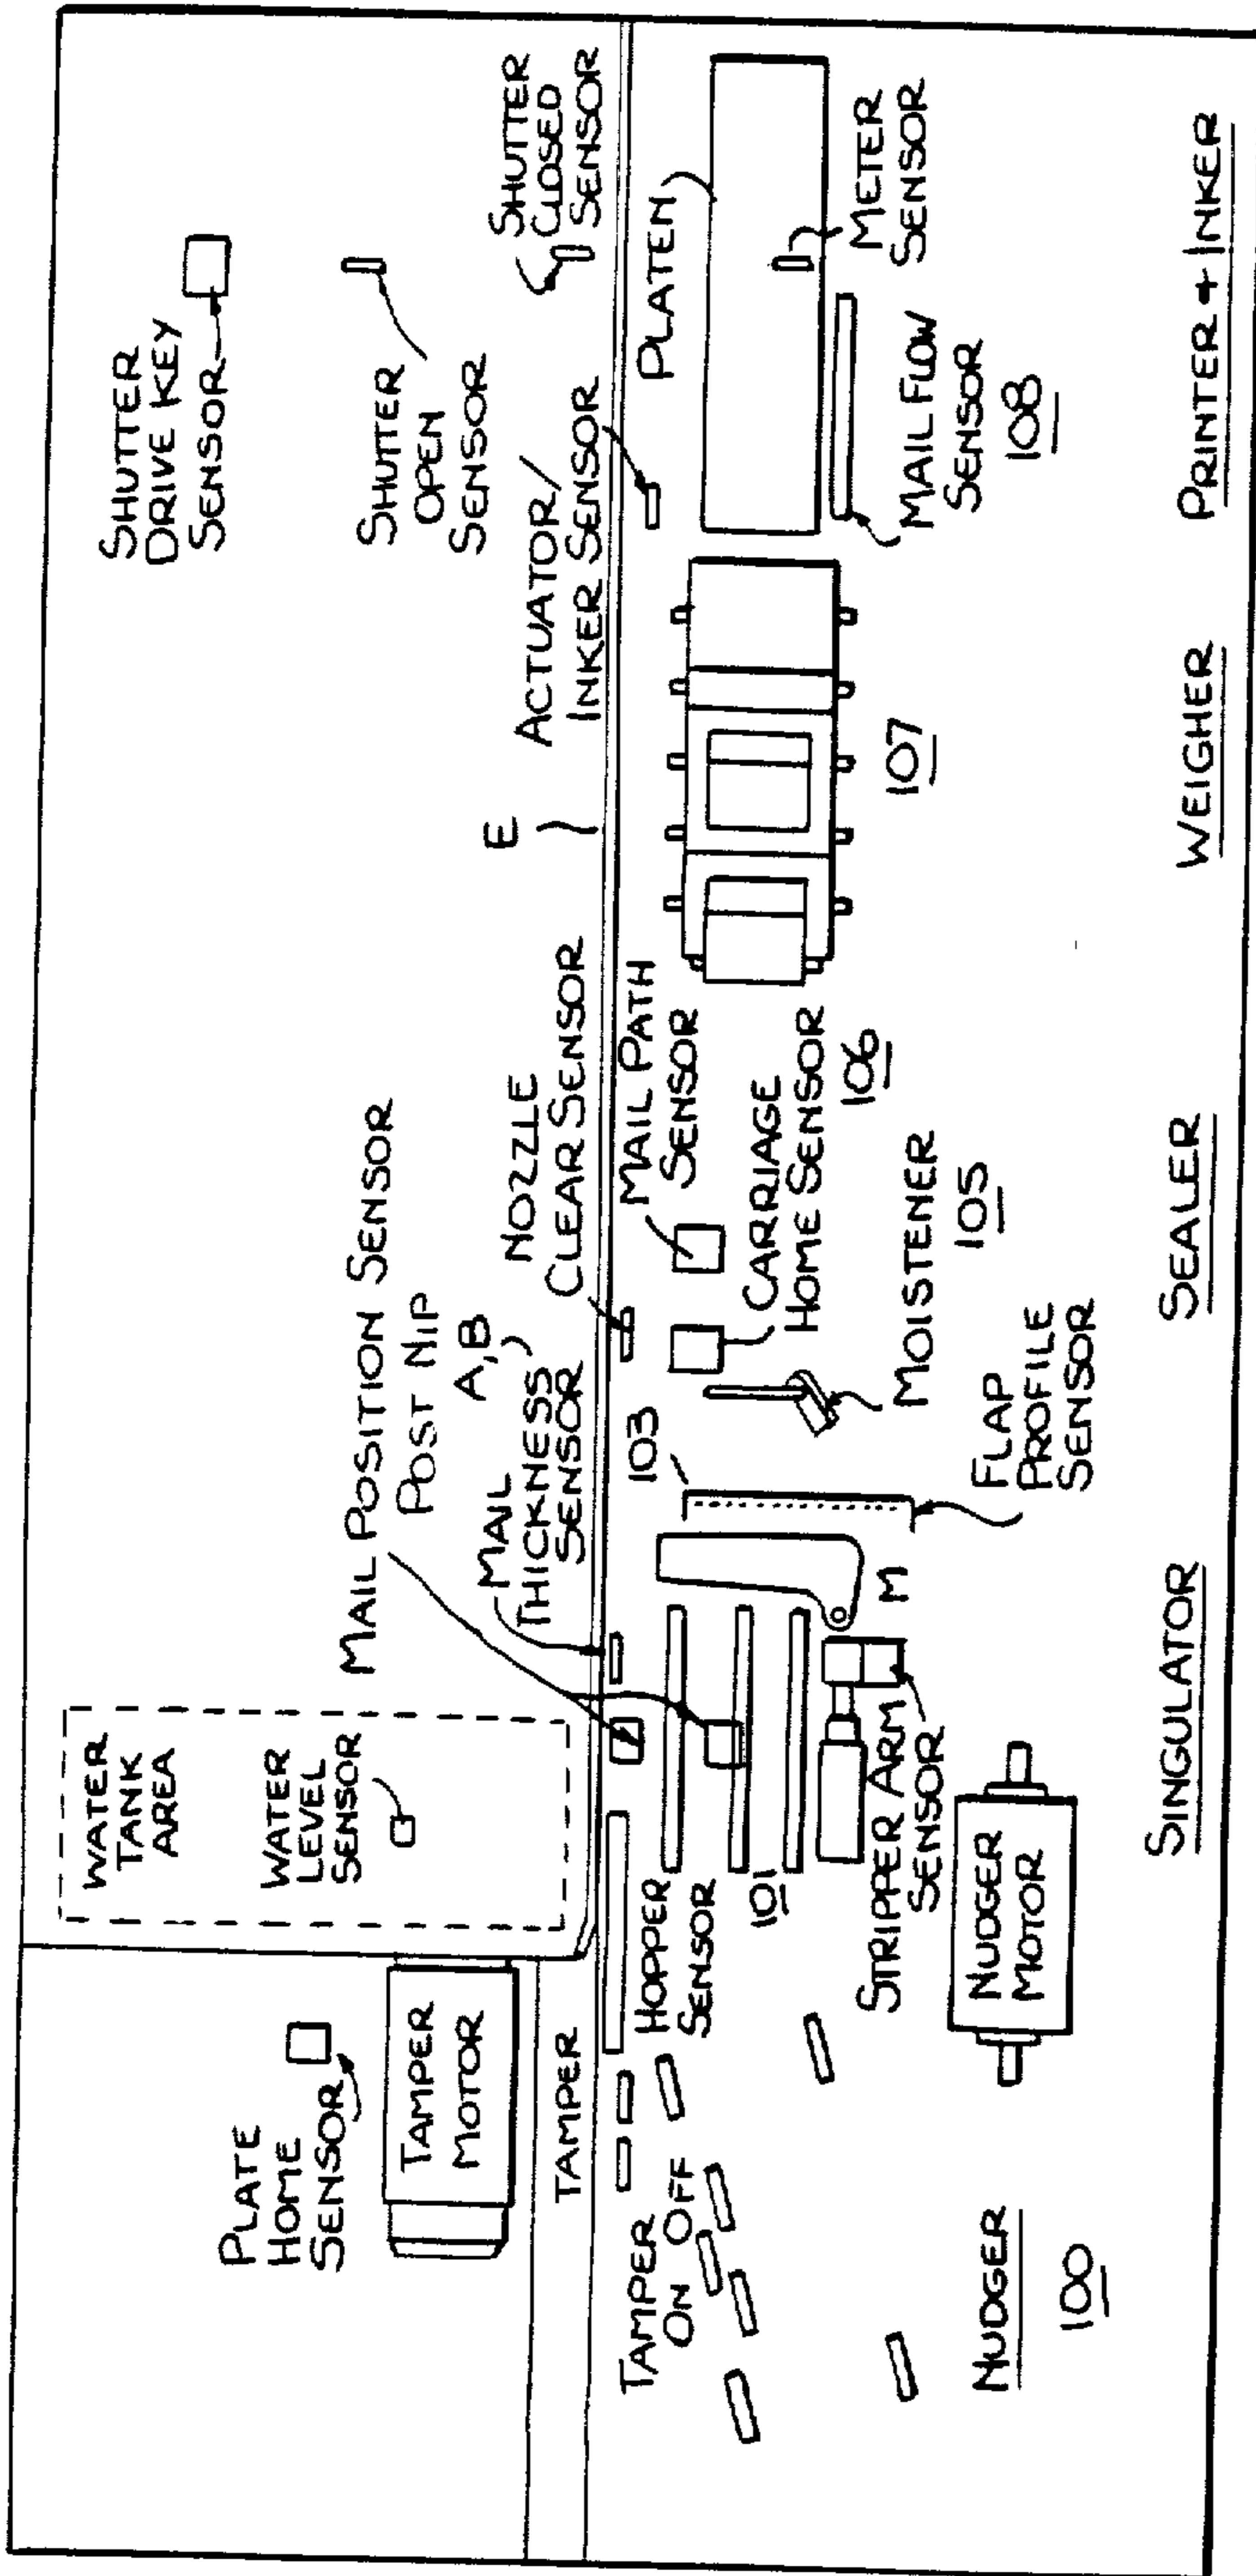 SHUTTER
DRIVE KEY
SENSOR
SHUTTER
OPEN
SENSOR
SHUTTER
CLOSED
SENSOR
ACTUATOR/
INKER SENSOR
E
PLATEN
METER
SENSOR
MAIL FLOW
SENSOR
108
PRINTER + INKER
107
WEIGHER
MAIL POSITION SENSOR
POST NIP
A,B
MAIL
THICKNESS
SENSOR
NOZZLE
CLEAR SENSOR
MAIL PATH
SENSOR
CARRIAGE
HOME SENSOR
106
MOISTENER
105
SEALER
103
FLAP
PROFILE
SENSOR
M
WATER
TANK
AREA
WATER
LEVEL
SENSOR
HOPPER
SENSOR
101
STRIPPER ARM
SENSOR
NUDGER
MOTOR
SINGULATOR
PLATE
HOME
SENSOR
TAMPER
MOTOR
TAMPER
TAMPER
ON OFF
NUDGER
100